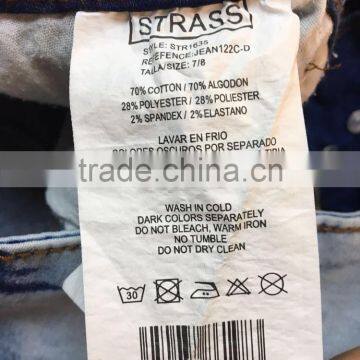 STRASS
STYLE: STR1635
REFEFENCE:JEAN122C-D
TALLA/SIZE: 7/8
70% COTTON / 70% ALGODON
28% POLYESTER / 28% POLIESTER
2% SPANDEX / 2% ELASTANO
LAVAR EN FRIO
COLORES OSCUROS POR SEPARADO
trade.china.cn
WASH IN COLD
DARK COLORS SEPARATELY
DO NOT BLEACH, WARM IRON
NO TUMBLE
DO NOT DRY CLEAN
30